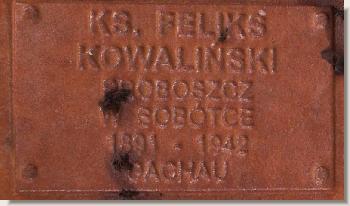 KS. FELIKS
KOWALIŃSKI
PROBOSZCZ
W SOBÓTCE
1891 - 1942
DACHAU